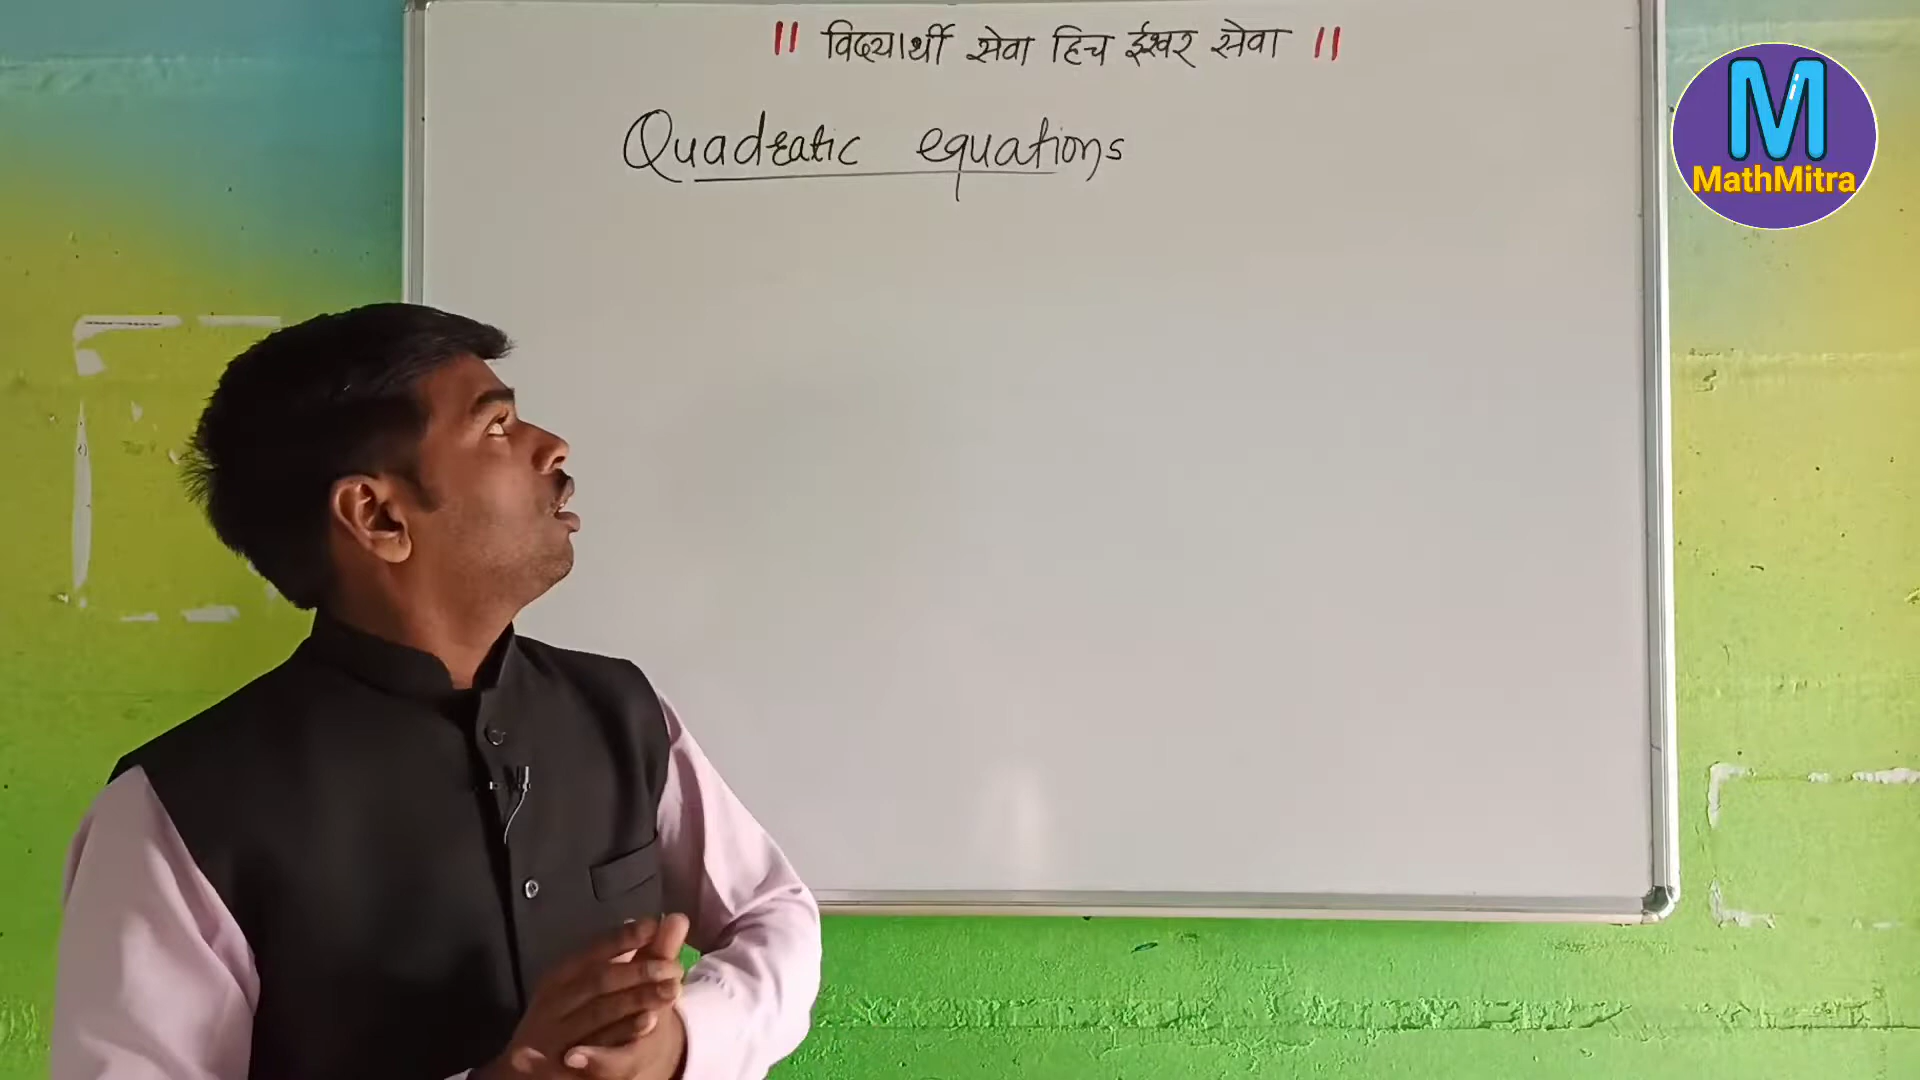 || विद्यार्थी सेवा हिच ईश्वर सेवा ||
Quadratic equations
M
MathMitra